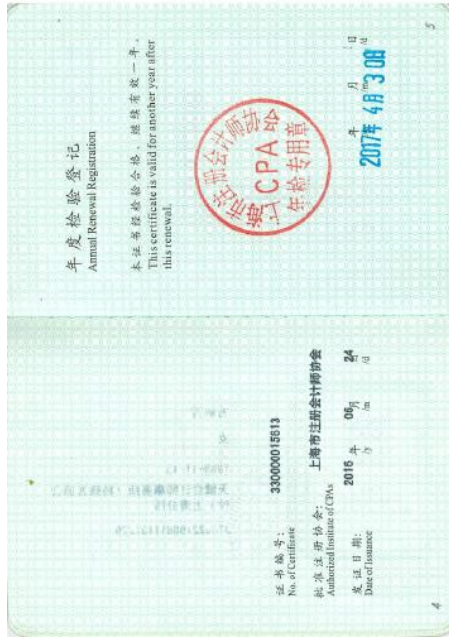 证书编号:
No. of Certificate
330000015613
批准注册协会:
Authorized Institute of CPAs
上海市注册会计师协会
发证日期:
Date of Issuance
2016 年 06 月 24 日
/y /m /d
4
年度检验登记
Annual Renewal Registration
本证书经检验合格，继续有效一年。
This certificate is valid for another year after
this renewal.
上海市注册会计师协会
CPA
年检专用章
年 月 日
2017年 4月 30日
5